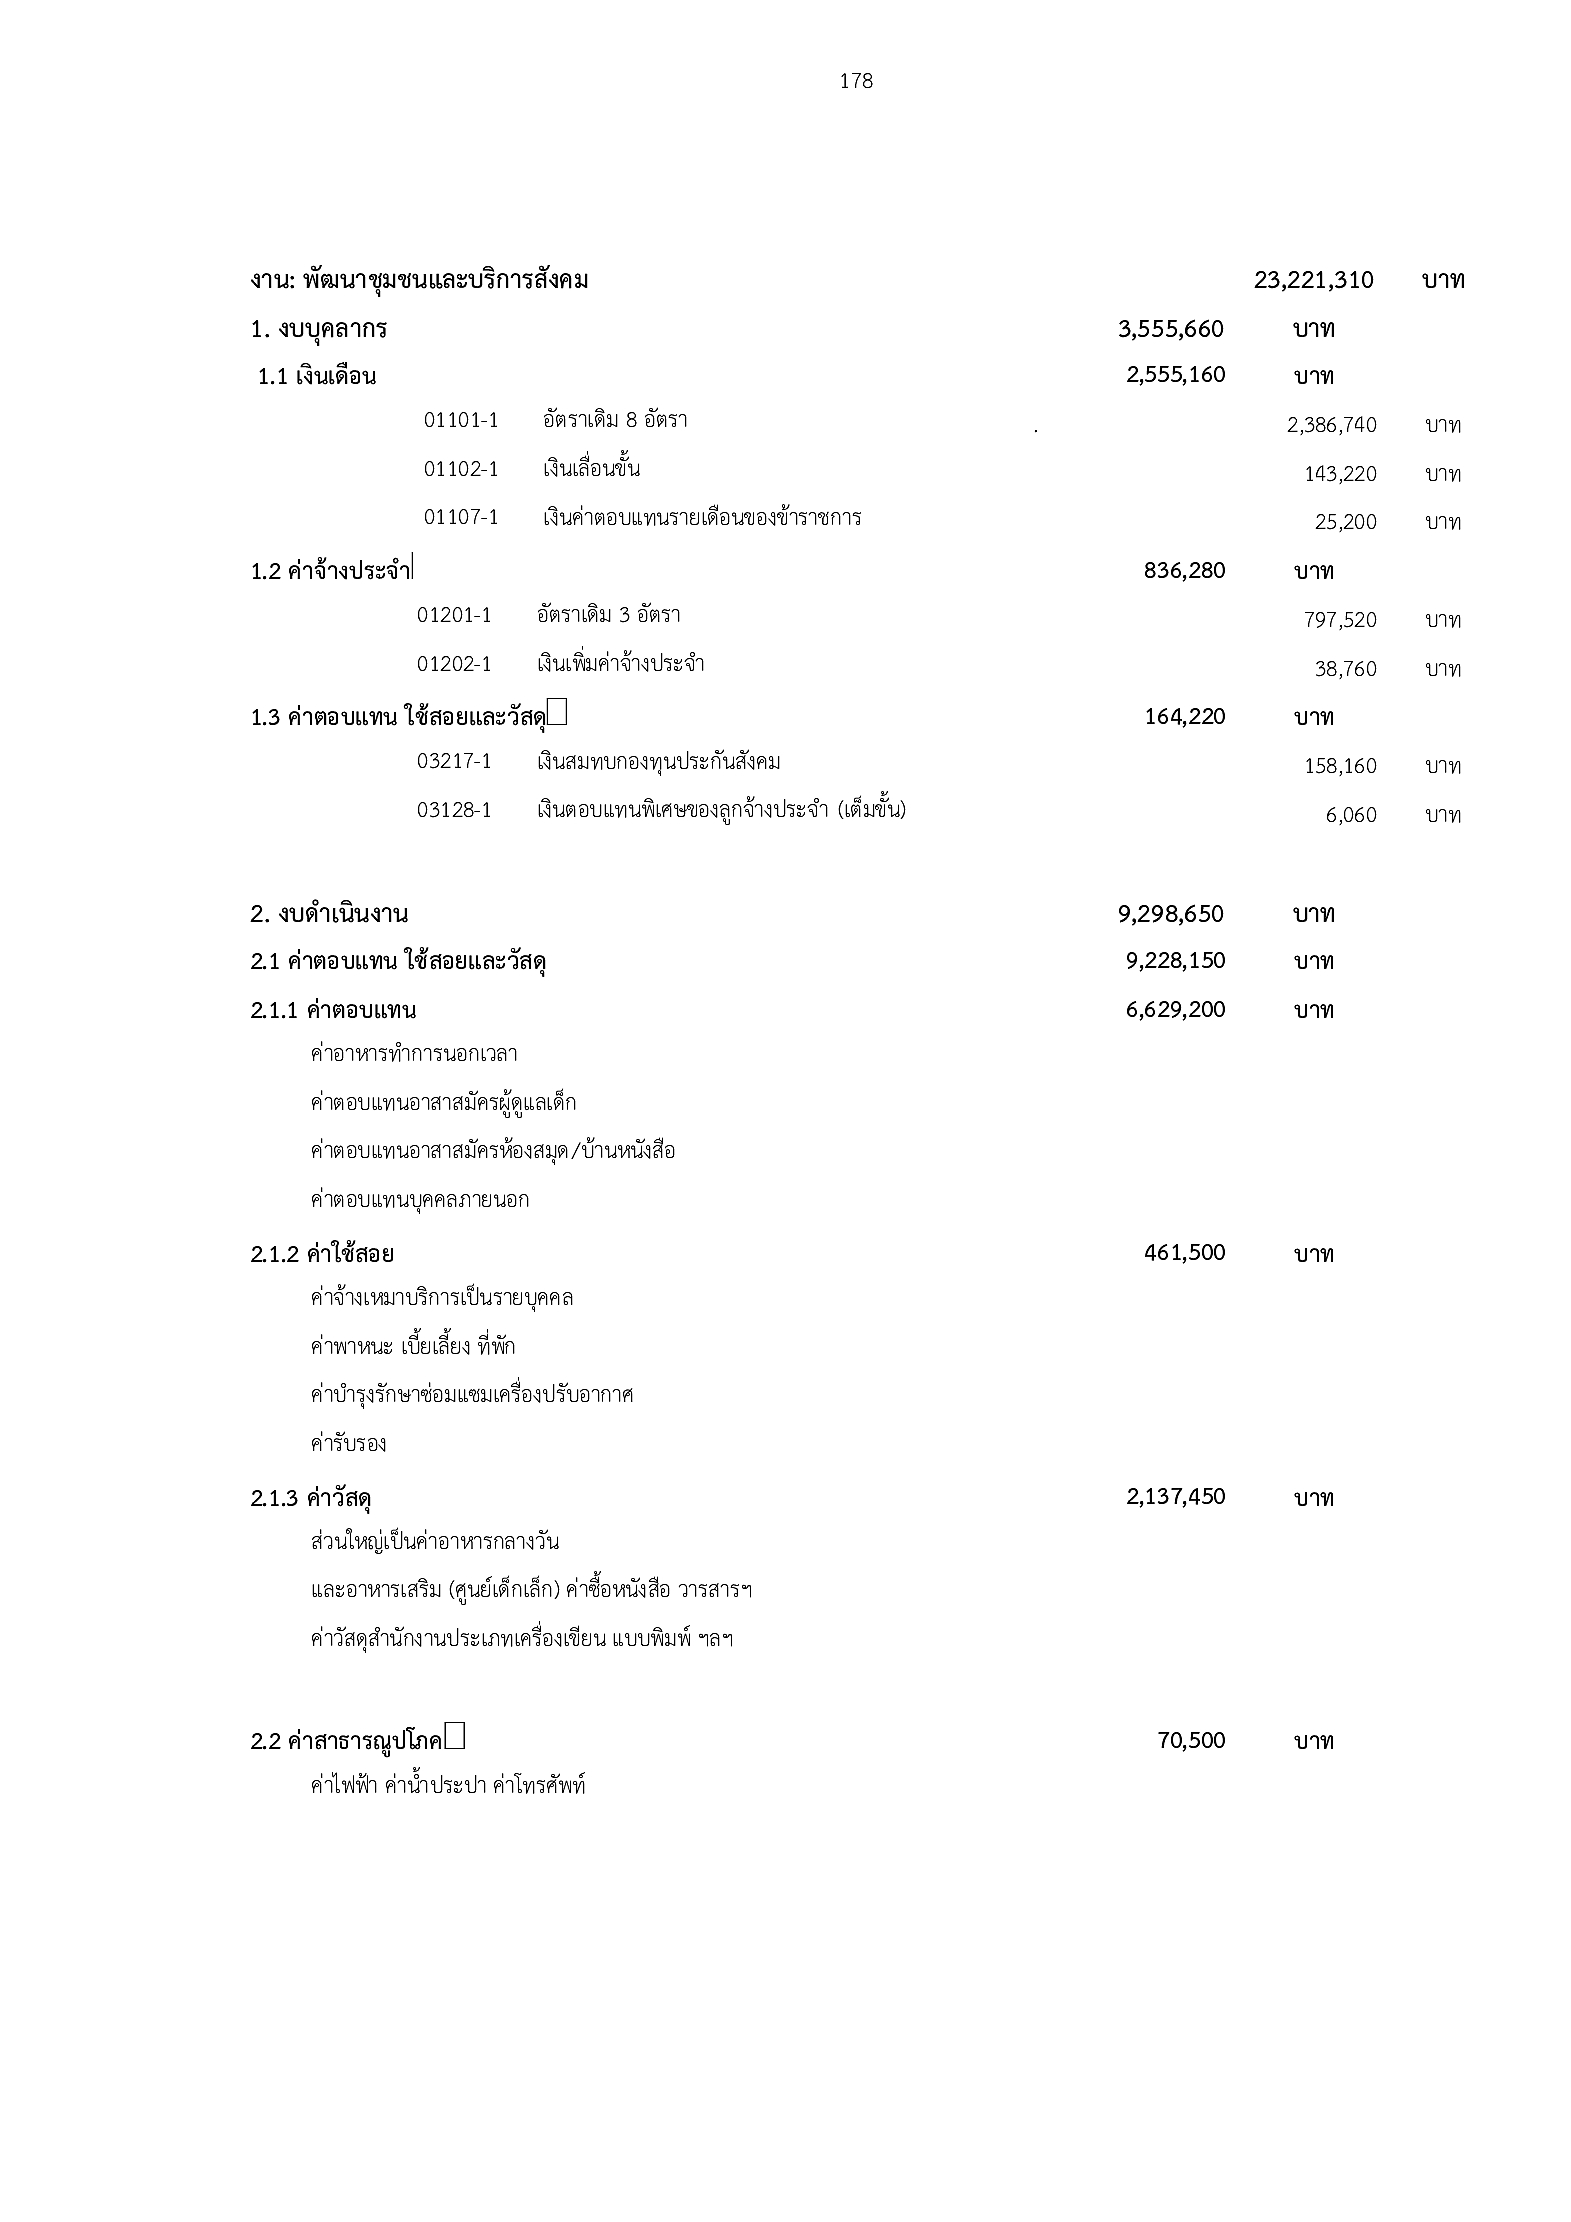 178
งาน: พัฒนาชุมชนและบริการสังคม 23,221,310 บาท
1. งบบุคลากร 3,555,660 บาท
1.1 เงินเดือน 2,555,160 บาท
01101-1 อัตราเดิม 8 อัตรา . 2,386,740 บาท
01102-1 เงินเลื่อนขั้น 143,220 บาท
01107-1 เงินค่าตอบแทนรายเดือนของข้าราชการ 25,200 บาท
1.2 ค่าจ้างประจำ 836,280 บาท
01201-1 อัตราเดิม 3 อัตรา 797,520 บาท
01202-1 เงินเพิ่มค่าจ้างประจำ 38,760 บาท
1.3 ค่าตอบแทน ใช้สอยและวัสดุ 164,220 บาท
03217-1 เงินสมทบกองทุนประกันสังคม 158,160 บาท
03128-1 เงินตอบแทนพิเศษของลูกจ้างประจำ (เต็มขั้น) 6,060 บาท
2. งบดำเนินงาน 9,298,650 บาท
2.1 ค่าตอบแทน ใช้สอยและวัสดุ 9,228,150 บาท
2.1.1 ค่าตอบแทน 6,629,200 บาท
ค่าอาหารทำการนอกเวลา
ค่าตอบแทนอาสาสมัครผู้ดูแลเด็ก
ค่าตอบแทนอาสาสมัครห้องสมุด/บ้านหนังสือ
ค่าตอบแทนบุคคลภายนอก
2.1.2 ค่าใช้สอย 461,500 บาท
ค่าจ้างเหมาบริการเป็นรายบุคคล
ค่าพาหนะ เบี้ยเลี้ยง ที่พัก
ค่าบำรุงรักษาซ่อมแซมเครื่องปรับอากาศ
ค่ารับรอง
2.1.3 ค่าวัสดุ 2,137,450 บาท
ส่วนใหญ่เป็นค่าอาหารกลางวัน
และอาหารเสริม (ศูนย์เด็กเล็ก) ค่าซื้อหนังสือ วารสารฯ
ค่าวัสดุสำนักงานประเภทเครื่องเขียน แบบพิมพ์ ฯลฯ
2.2 ค่าสาธารณูปโภค 70,500 บาท
ค่าไฟฟ้า ค่าน้ำประปา ค่าโทรศัพท์